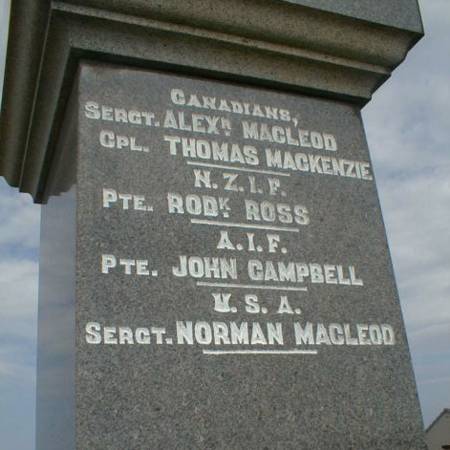 CANADIANS,
SERGT. ALEXR. MACLEOD
CPL. THOMAS MACKENZIE.
N.Z.I.F.
PTE. RODK. ROSS
A.I.F.
PTE. JOHN CAMPBELL
U.S.A.
SERGT. NORMAN MACLEOD